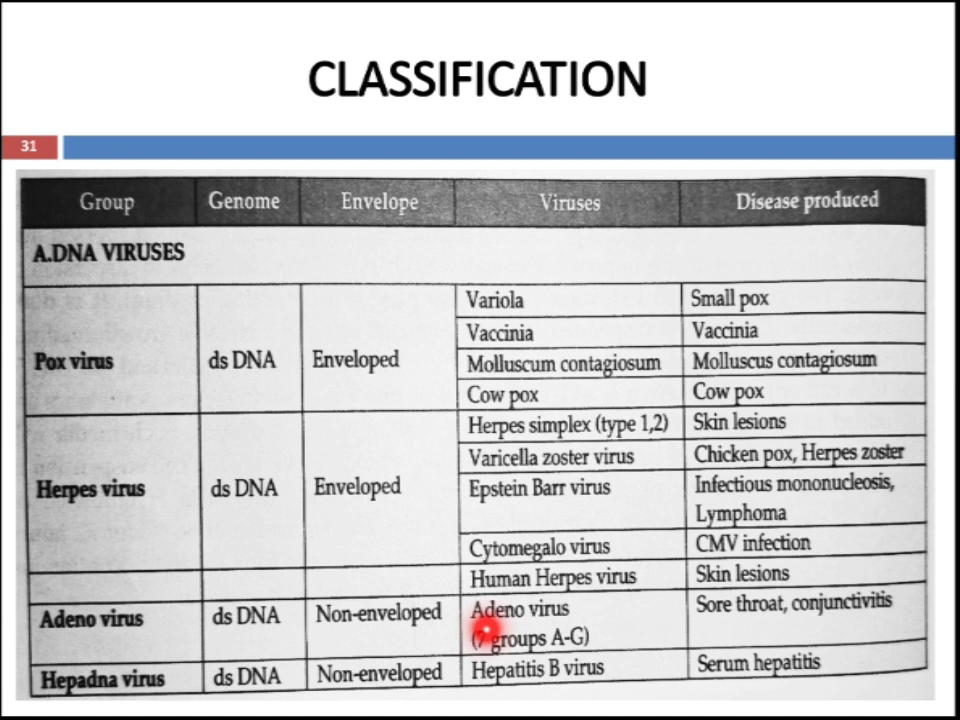 CLASSIFICATION
31
Group Genome Envelope Viruses Disease produced
A.DNA VIRUSES
Pox virus ds DNA Enveloped Variola Small pox
Vaccinia Vaccinia
Molluscum contagiosum Molluscus contagiosum
Cow pox Cow pox
Herpes virus ds DNA Enveloped Herpes simplex (type 1,2) Skin lesions
Varicella zoster virus Chicken pox, Herpes zoster
Epstein Barr virus Infectious mononucleosis,
Lymphoma
Cytomegalo virus CMV infection
Human Herpes virus Skin lesions
Adeno virus ds DNA Non-enveloped Adeno virus Sore throat, conjunctivitis
(7 groups A-G)
Hepadna virus ds DNA Non-enveloped Hepatitis B virus Serum hepatitis